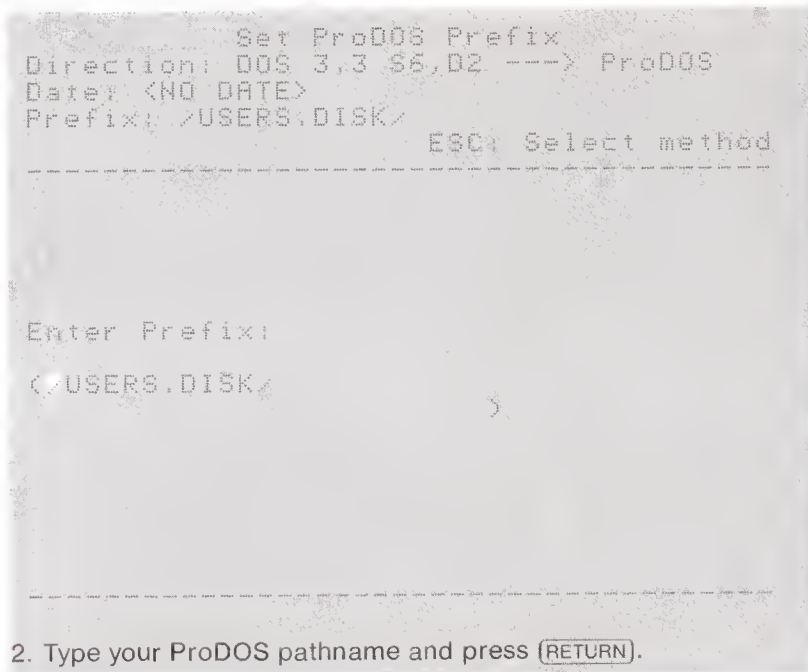 Set ProDOS Prefix
Direction: DOS 3,3 S6,D2 ---> ProDOS
Date: <NO DATE>
Prefix: /USERS.DISK/
ESC: Select method
Enter Prefix:
(/USERS.DISK/
)
2. Type your ProDOS pathname and press RETURN.